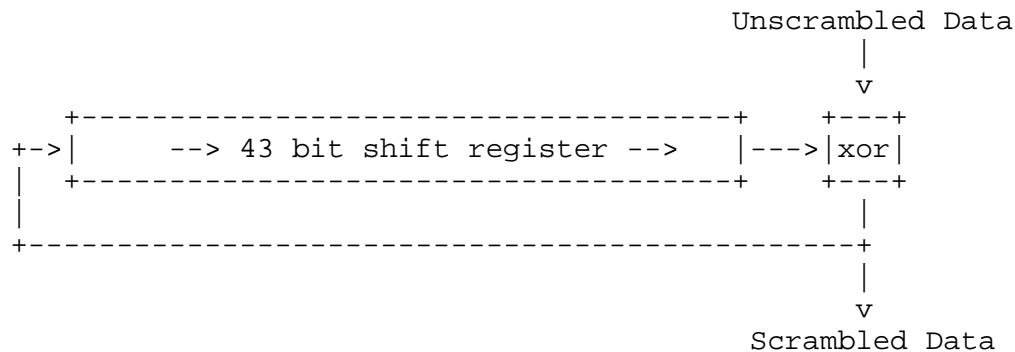 Unscrambled Data
|
v
+-------------------------------------+ +---+
+->| --> 43 bit shift register --> |--->|xor|
| +-------------------------------------+ +---+
| |
+-----------------------------------------------+
|
v
Scrambled Data